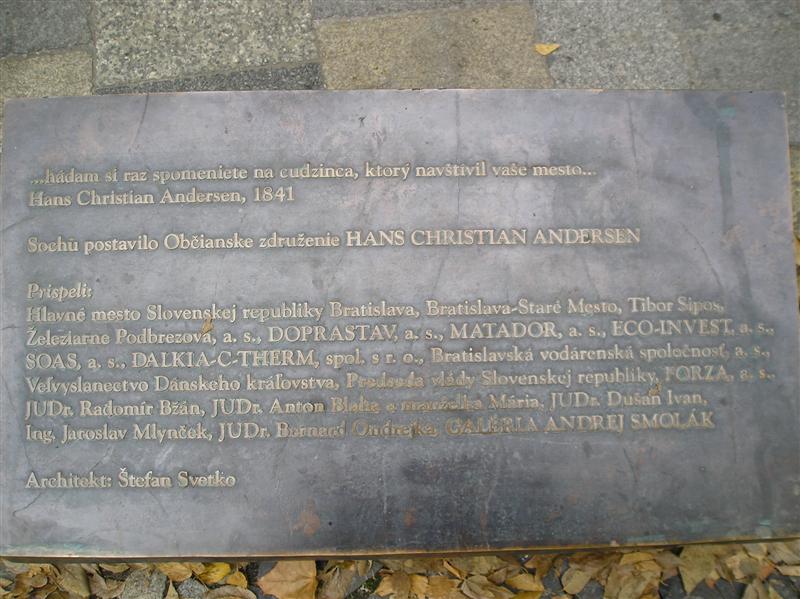 ...hádam si raz spomeniete na cudzinca, ktorý navštívil vaše mesto...
Hans Christian Andersen, 1841
Sochu postavilo Občianske združenie HANS CHRISTIAN ANDERSEN
Prispeli:
Hlavné mesto Slovenskej republiky Bratislava, Bratislava-Staré Mesto, Tibor Sipos,
Železiarne Podbrezová, a. s., DOPRASTAV, a. s., MATADOR, a. s., ECO-INVEST, a. s.,
SOAS, a. s., DALKIA-C-THERM, spol. s r. o., Bratislavská vodárenská spoločnosť, a. s.,
Veľvyslanectvo Dánskeho kráľovstva, Predseda vlády Slovenskej republiky, FORZA, a. s.,
JUDr. Radomír Bžán, JUDr. Anton Blaha a manželka Mária, JUDr. Dušan Ivan,
Ing. Jaroslav Mlynček, JUDr. Bernard Ondrejka, GALÉRIA ANDREJ SMOLÁK
Architekt: Štefan Svetko